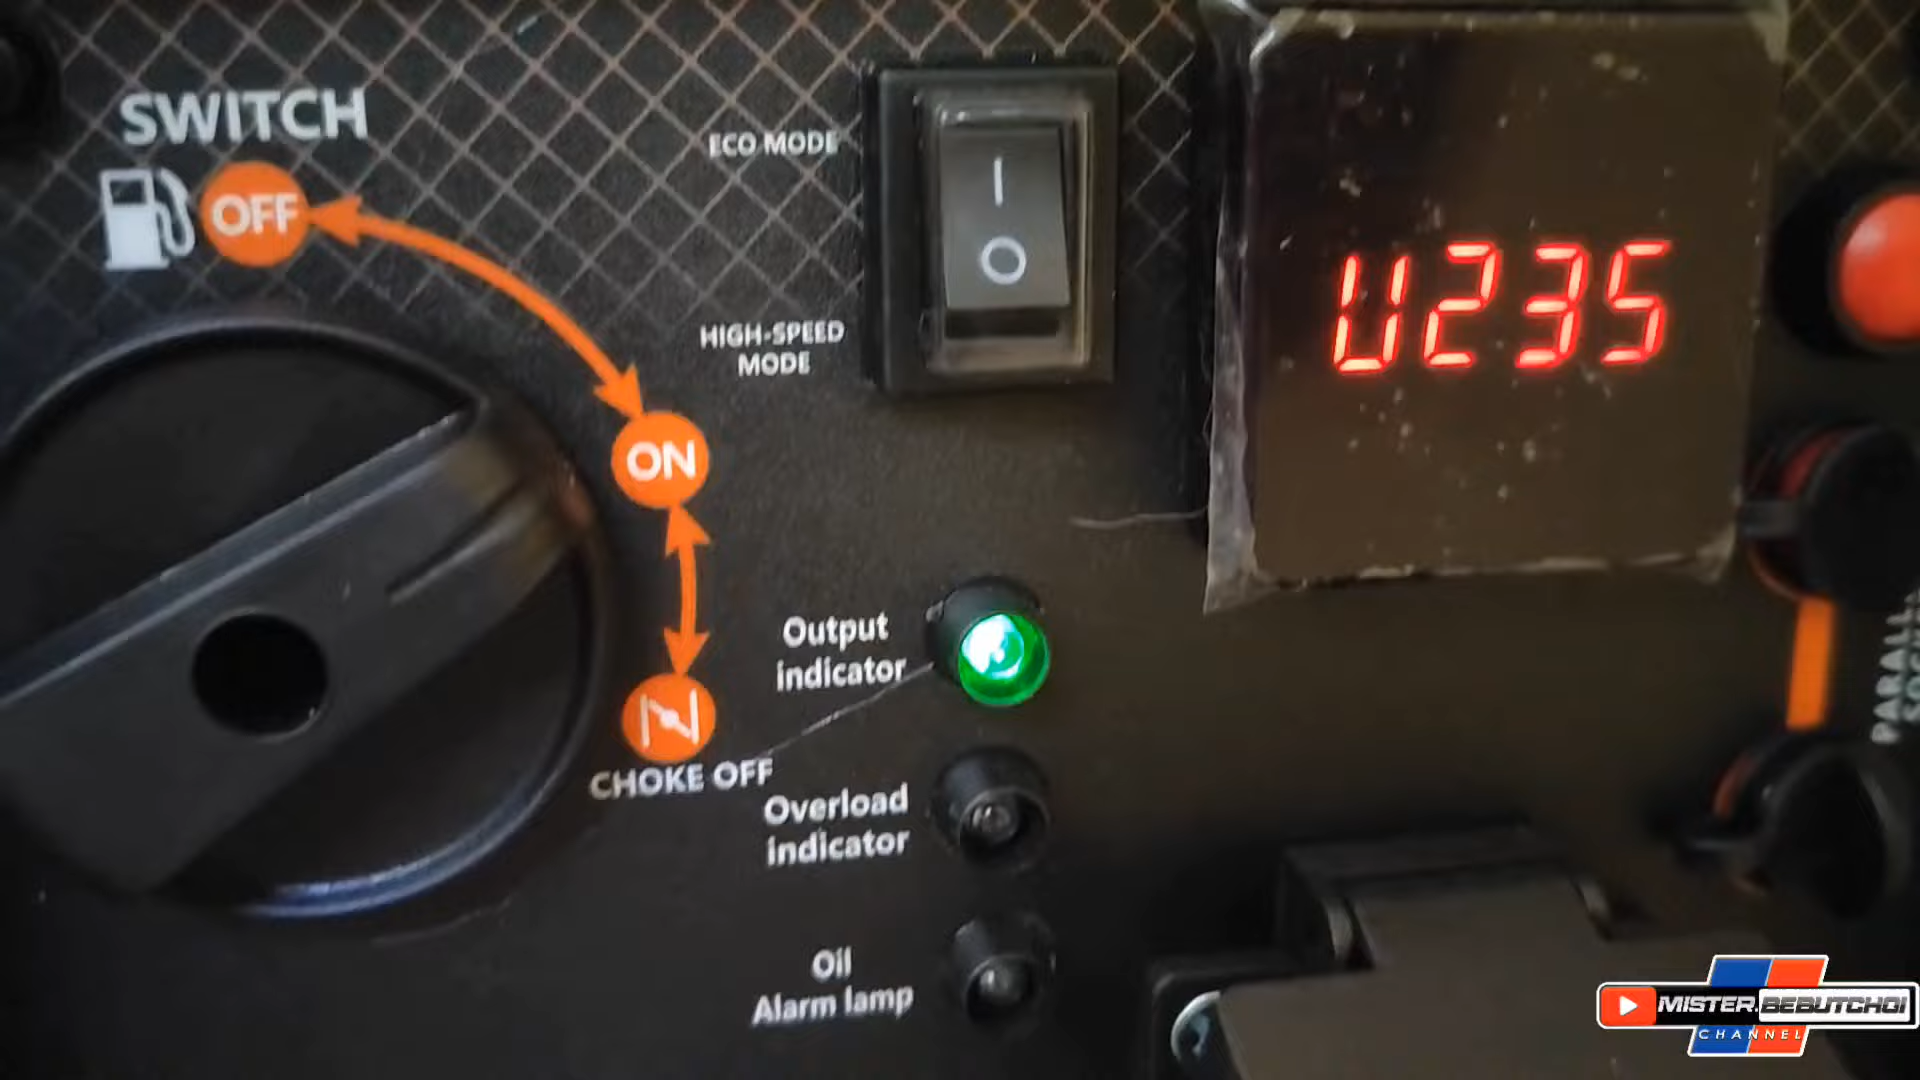 SWITCH
OFF
ON
CHOKE OFF
ECO MODE
I
O
HIGH-SPEED
MODE
U235
Output
indicator
Overload
indicator
Oil
Alarm lamp
MISTER.BEBUTCHOI
CHANNEL